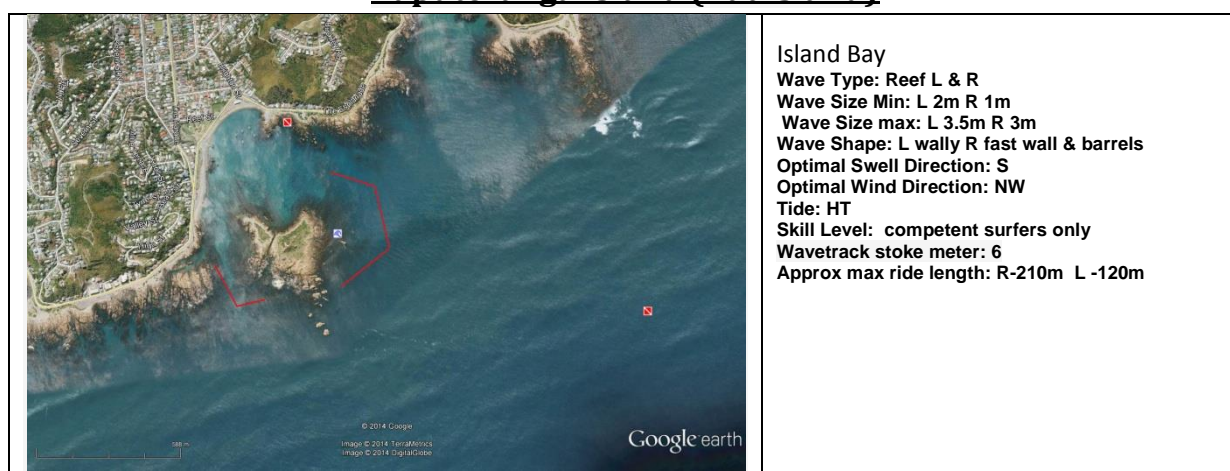 Island Bay
Wave Type: Reef L & R
Wave Size Min: L 2m R 1m
Wave Size max: L 3.5m R 3m
Wave Shape: L wally R fast wall & barrels
Optimal Swell Direction: S
Optimal Wind Direction: NW
Tide: HT
Skill Level: competent surfers only
Wavetrack stoke meter: 6
Approx max ride length: R-210m L -120m
© 2014 Google
Image © 2014 TerraMetrics
Image © 2014 DigitalGlobe
Google earth